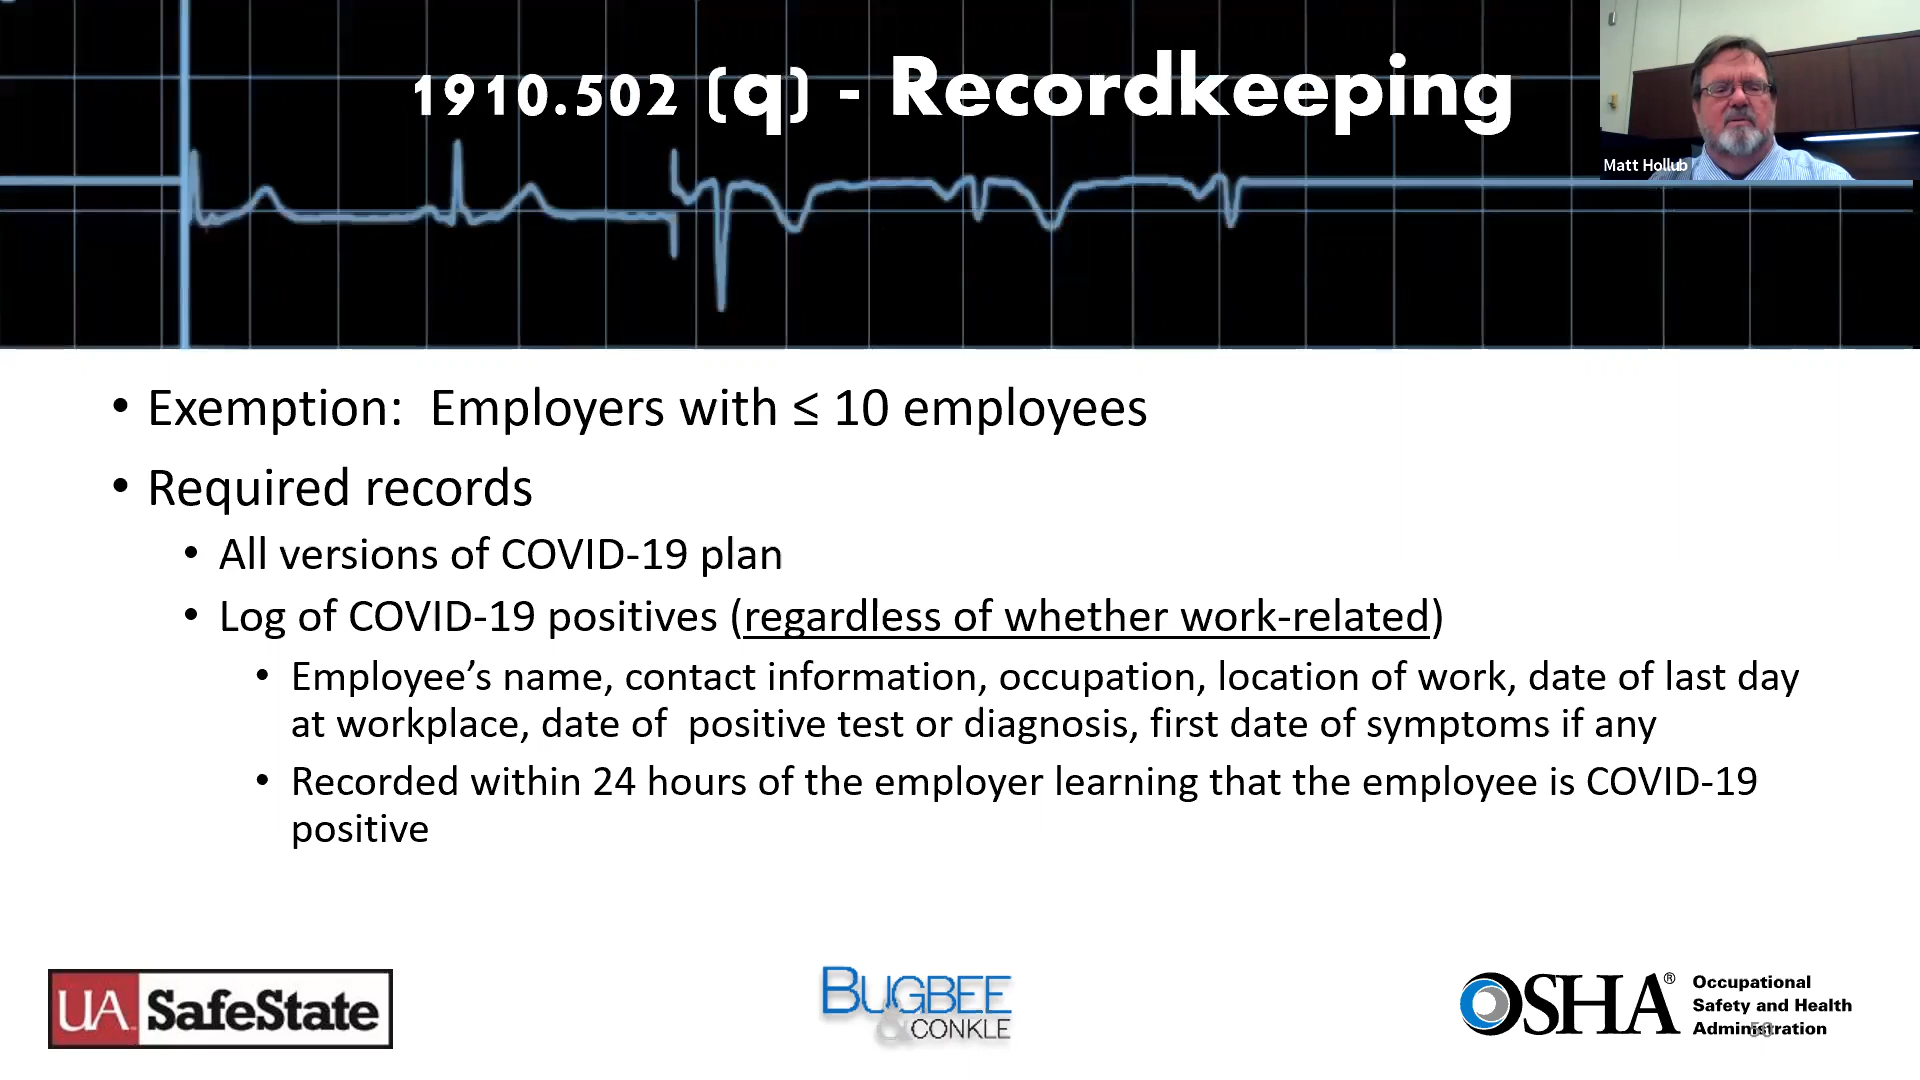 1910.502 (q) - Recordkeeping
Matt Hollub
• Exemption:  Employers with ≤ 10 employees
• Required records
• All versions of COVID-19 plan
• Log of COVID-19 positives (regardless of whether work-related)
• Employee’s name, contact information, occupation, location of work, date of last day
at workplace, date of  positive test or diagnosis, first date of symptoms if any
• Recorded within 24 hours of the employer learning that the employee is COVID-19
positive
UA SafeState
BUGBEE
& CONKLE
OSHA®
Occupational
Safety and Health
Administration